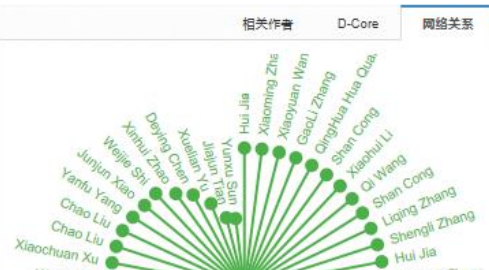 相关作者
D-Core
网络关系
Xiaochuan Xu
Chao Liu
Chao Liu
Yanfu Yang
Junjun Xiao
Weijie Shi
Xinhui Zhao
Deying Chen
Xuelian Yu
Jiajun Tian
Yunxu Sun
Hui Jia
Xiaoming Zha
Xiaoyuan Wan
GaoLi Zhang
QingHua Hua Qua
Shan Cong
Xiaohui Li
Qi Wang
Shan Cong
Liqing Zhang
Shengli Zhang
Hui Jia